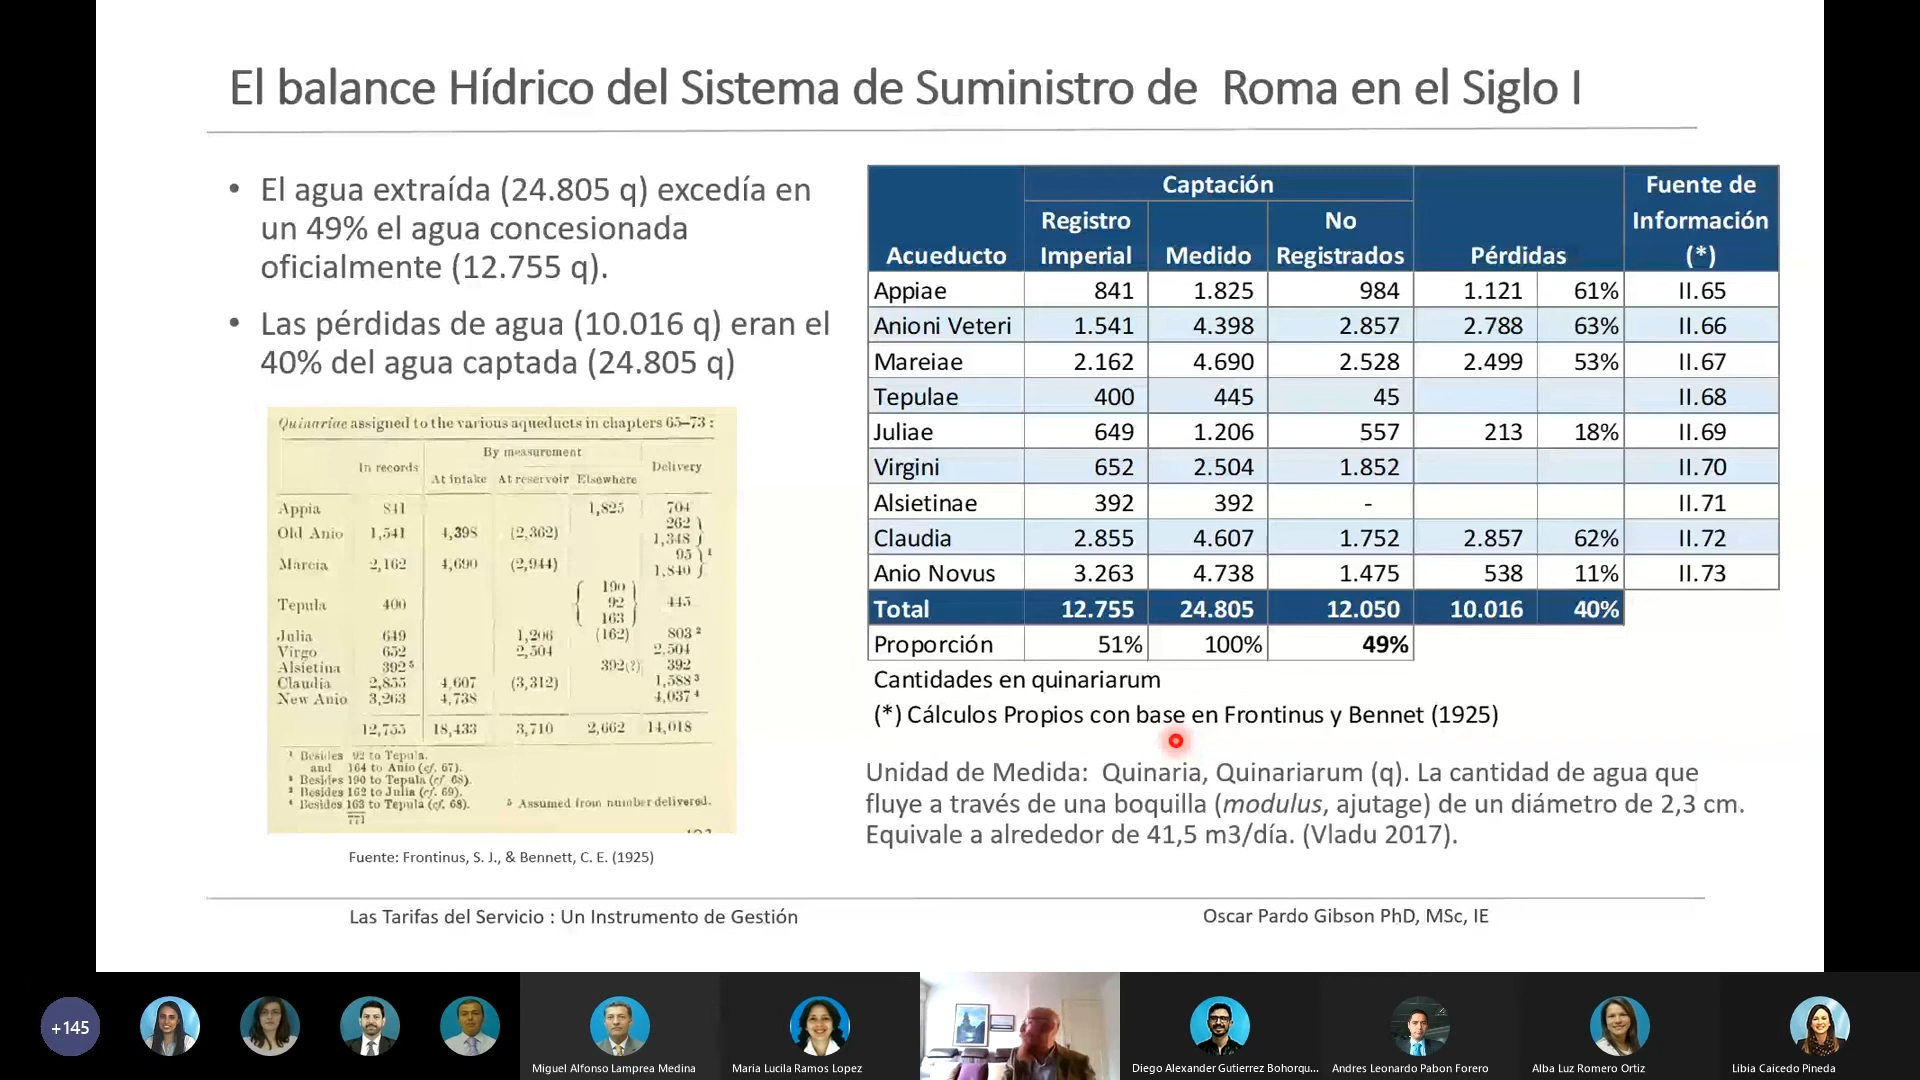 El balance Hídrico del Sistema de Suministro de Roma en el Siglo I
• El agua extraída (24.805 q) excedía en
un 49% el agua concesionada
oficialmente (12.755 q).
• Las pérdidas de agua (10.016 q) eran el
40% del agua captada (24.805 q)
Quinariae assigned to the various aqueducts in chapters 65–73 :
By measurement
In records Delivery
At intake At reservoir Elsewhere
Appia 841 1,825 704
262
Old Anio 1,541 4,398 (2,362)
1,348
95 1
Marcia 2,162 4,690 (2,944)
1,840
190
Tepula 400 92 445
163
Julia 649 1,206 (162) 803 2
Virgo 652 2,504 2,504
Alsietina 392 5 392(?) 392
Claudia 2,855 4,607 (3,312) 1,588 3
New Anio 3,263 4,738 4,037 4
12,755 18,433 3,710 2,662 14,018
1 Besides 92 to Tepula.
and 164 to Anio (cf. 67).
Besides 190 to Tepula (cf 68).
3 Besides 162 to Julia (cf. 69).
4 Besides 163 to Tepula (cf. 68). 5 Assumed from number delivered.
771
Fuente: Frontinus, S. J., & Bennett, C. E. (1925)
Captación Fuente de
Registro No Información
Acueducto Imperial Medido Registrados Pérdidas (*)
Appiae 841 1.825 984 1.121 61% II.65
Anioni Veteri 1.541 4.398 2.857 2.788 63% II.66
Mareiae 2.162 4.690 2.528 2.499 53% II.67
Tepulae 400 445 45 II.68
Juliae 649 1.206 557 213 18% II.69
Virgini 652 2.504 1.852 II.70
Alsietinae 392 392 - II.71
Claudia 2.855 4.607 1.752 2.857 62% II.72
Anio Novus 3.263 4.738 1.475 538 11% II.73
Total 12.755 24.805 12.050 10.016 40%
Proporción 51% 100% 49%
Cantidades en quinariarum
(*) Cálculos Propios con base en Frontinus y Bennet (1925)
Unidad de Medida: Quinaria, Quinariarum (q). La cantidad de agua que
fluye a través de una boquilla (modulus, ajutage) de un diámetro de 2,3 cm.
Equivale a alrededor de 41,5 m3/día. (Vladu 2017).
Las Tarifas del Servicio : Un Instrumento de Gestión
Oscar Pardo Gibson PhD, MSc, IE
+145
Miguel Alfonso Lamprea Medina
Maria Lucila Ramos Lopez
Diego Alexander Gutierrez Bohorqu...
Andres Leonardo Pabon Forero
Alba Luz Romero Ortiz
Libia Caicedo Pineda